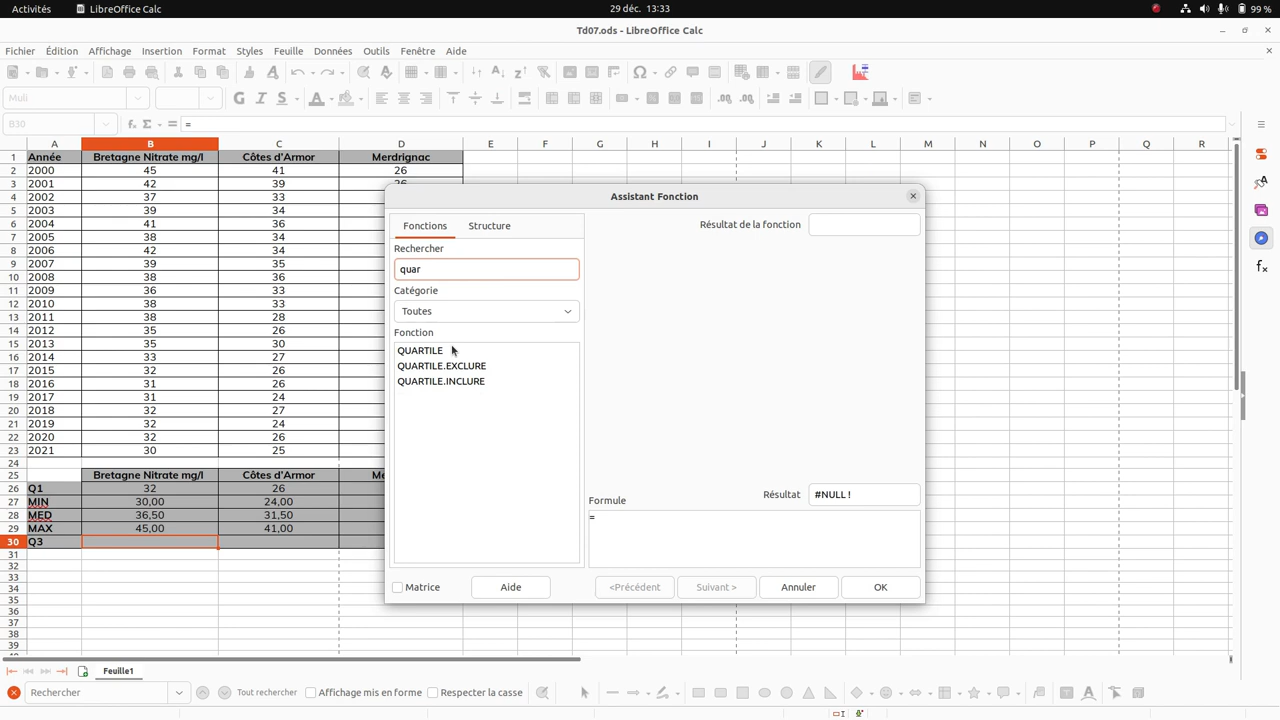 Activités LibreOffice Calc 29 déc. 13:33 99 %
Td07.ods - LibreOffice Calc
Fichier Édition Affichage Insertion Format Styles Feuille Données Outils Fenêtre Aide
Muli
B30 =
A B C D E F G H I J K L M N O P Q R
1 Année Bretagne Nitrate mg/l Côtes d'Armor Merdrignac
2 2000 45 41 26
3 2001 42 39 26
4 2002 37 33
5 2003 39 34
6 2004 41 36
7 2005 38 34
8 2006 42 34
9 2007 39 35
10 2008 38 36
11 2009 36 33
12 2010 38 33
13 2011 38 28
14 2012 35 26
15 2013 35 30
16 2014 33 27
17 2015 32 26
18 2016 31 26
19 2017 31 24
20 2018 32 27
21 2019 32 24
22 2020 32 26
23 2021 30 25
24
25 Bretagne Nitrate mg/l Côtes d'Armor Me
26 Q1 32 26
27 MIN 30,00 24,00
28 MED 36,50 31,50
29 MAX 45,00 41,00
30 Q3
31
32
33
34
35
36
37
38
39
Assistant Fonction
Fonctions Structure
Résultat de la fonction
Rechercher
quar
Catégorie
Toutes
Fonction
QUARTILE
QUARTILE.EXCLURE
QUARTILE.INCLURE
Résultat #NULL !
Formule
=
Matrice Aide <Précédent Suivant > Annuler OK
Feuille1
Rechercher Tout rechercher Affichage mis en forme Respecter la casse